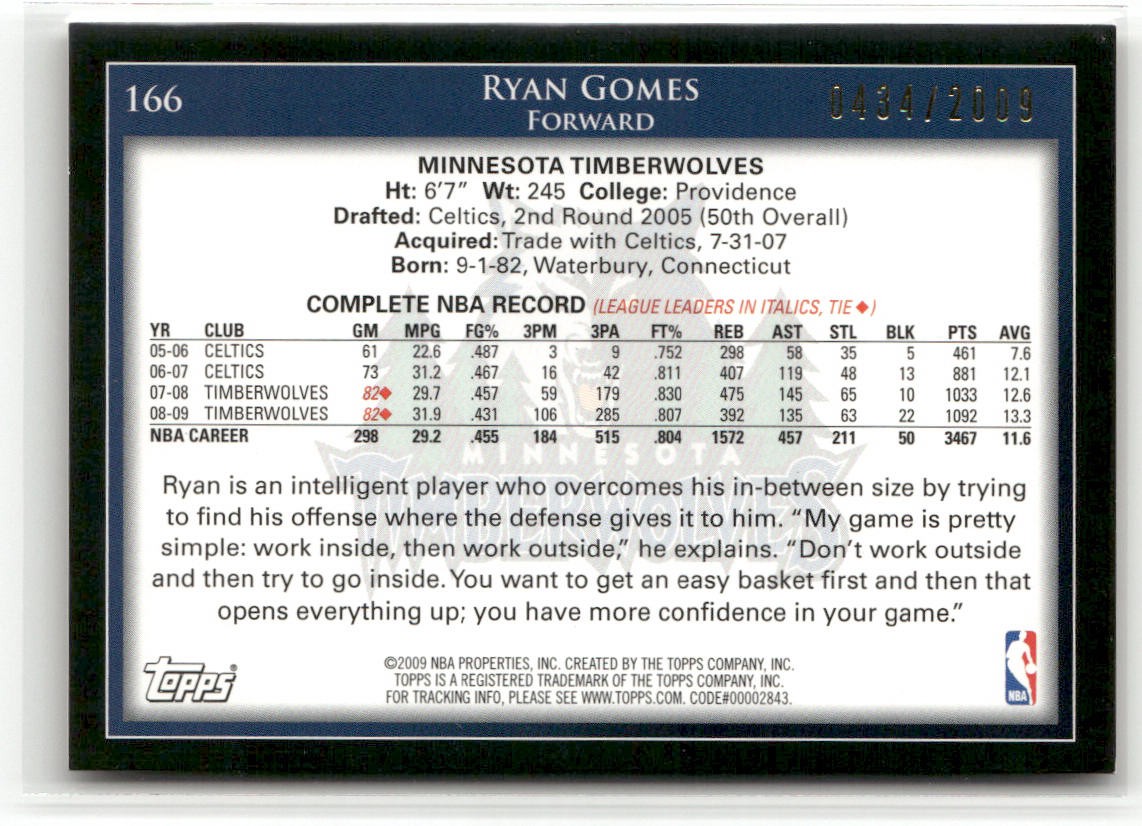 166
RYAN GOMES
0434/2009
FORWARD
MINNESOTA TIMBERWOLVES
Ht: 6'7" Wt: 245 College: Providence
Drafted: Celtics, 2nd Round 2005 (50th Overall)
Acquired: Trade with Celtics, 7-31-07
Born: 9-1-82, Waterbury, Connecticut
COMPLETE NBA RECORD (LEAGUE LEADERS IN ITALICS, TIE ◆)
YR CLUB GM MPG FG% 3PM 3PA FT% REB AST STL BLK PTS AVG
05-06 CELTICS 61 22.6 .487 3 9 .752 298 58 35 5 461 7.6
06-07 CELTICS 73 31.2 .467 16 42 .811 407 119 48 13 881 12.1
07-08 TIMBERWOLVES 82◆ 29.7 .457 59 179 .830 475 145 65 10 1033 12.6
08-09 TIMBERWOLVES 82◆ 31.9 .431 106 285 .807 392 135 63 22 1092 13.3
NBA CAREER 298 29.2 .455 184 515 .804 1572 457 211 50 3467 11.6
MINNESOTA
TIMBERWOLVES
Ryan is an intelligent player who overcomes his in-between size by trying
to find his offense where the defense gives it to him. “My game is pretty
simple: work inside, then work outside,” he explains. “Don't work outside
and then try to go inside. You want to get an easy basket first and then that
opens everything up; you have more confidence in your game.”
Topps®
©2009 NBA PROPERTIES, INC. CREATED BY THE TOPPS COMPANY, INC.
TOPPS IS A REGISTERED TRADEMARK OF THE TOPPS COMPANY, INC.
FOR TRACKING INFO, PLEASE SEE WWW.TOPPS.COM. CODE#00002843.
NBA